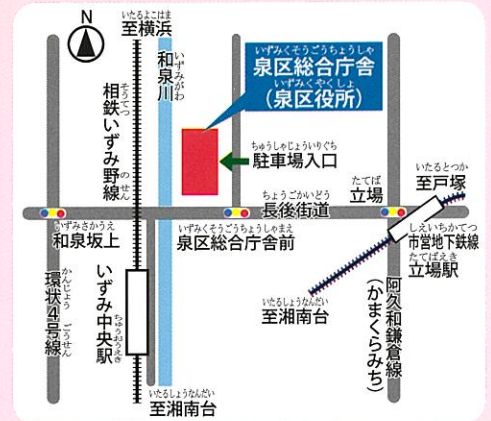 N
いたるよこはま
至横浜
いずみがわ
和泉川
そうてつ のせん
相鉄いずみ野線
いずみくそうごうちょうしゃ
泉区総合庁舎
いずみくやくしょ
(泉区役所)
ちゅうしゃじょういりぐち
駐車場入口
ちょうごかいどう
長後街道
たてば
立場
いたるとつか
至戸塚
いずみさかうえ
和泉坂上
いずみくそうごうちょうしゃまえ
泉区総合庁舎前
しえいちかてつ
市営地下鉄線
たてばえき
立場駅
かんじょう ごうせん
環状4号線
ちゅうおうえき
いずみ中央駅
いたるしょうなんだい
至湘南台
阿久和鎌倉線
(かまくらみち)
いたるしょうなんだい
至湘南台